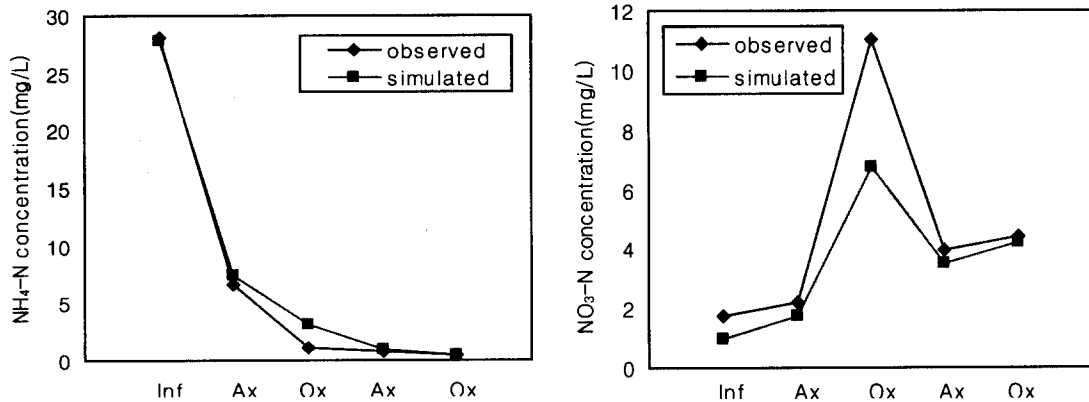 NH₄-N concentration(mg/L)
30
25
20
15
10
5
0
observed
simulated
Inf Ax Ox Ax Ox
NO₃-N concentration(mg/L)
12
10
8
6
4
2
0
observed
simulated
Inf Ax Ox Ax Ox